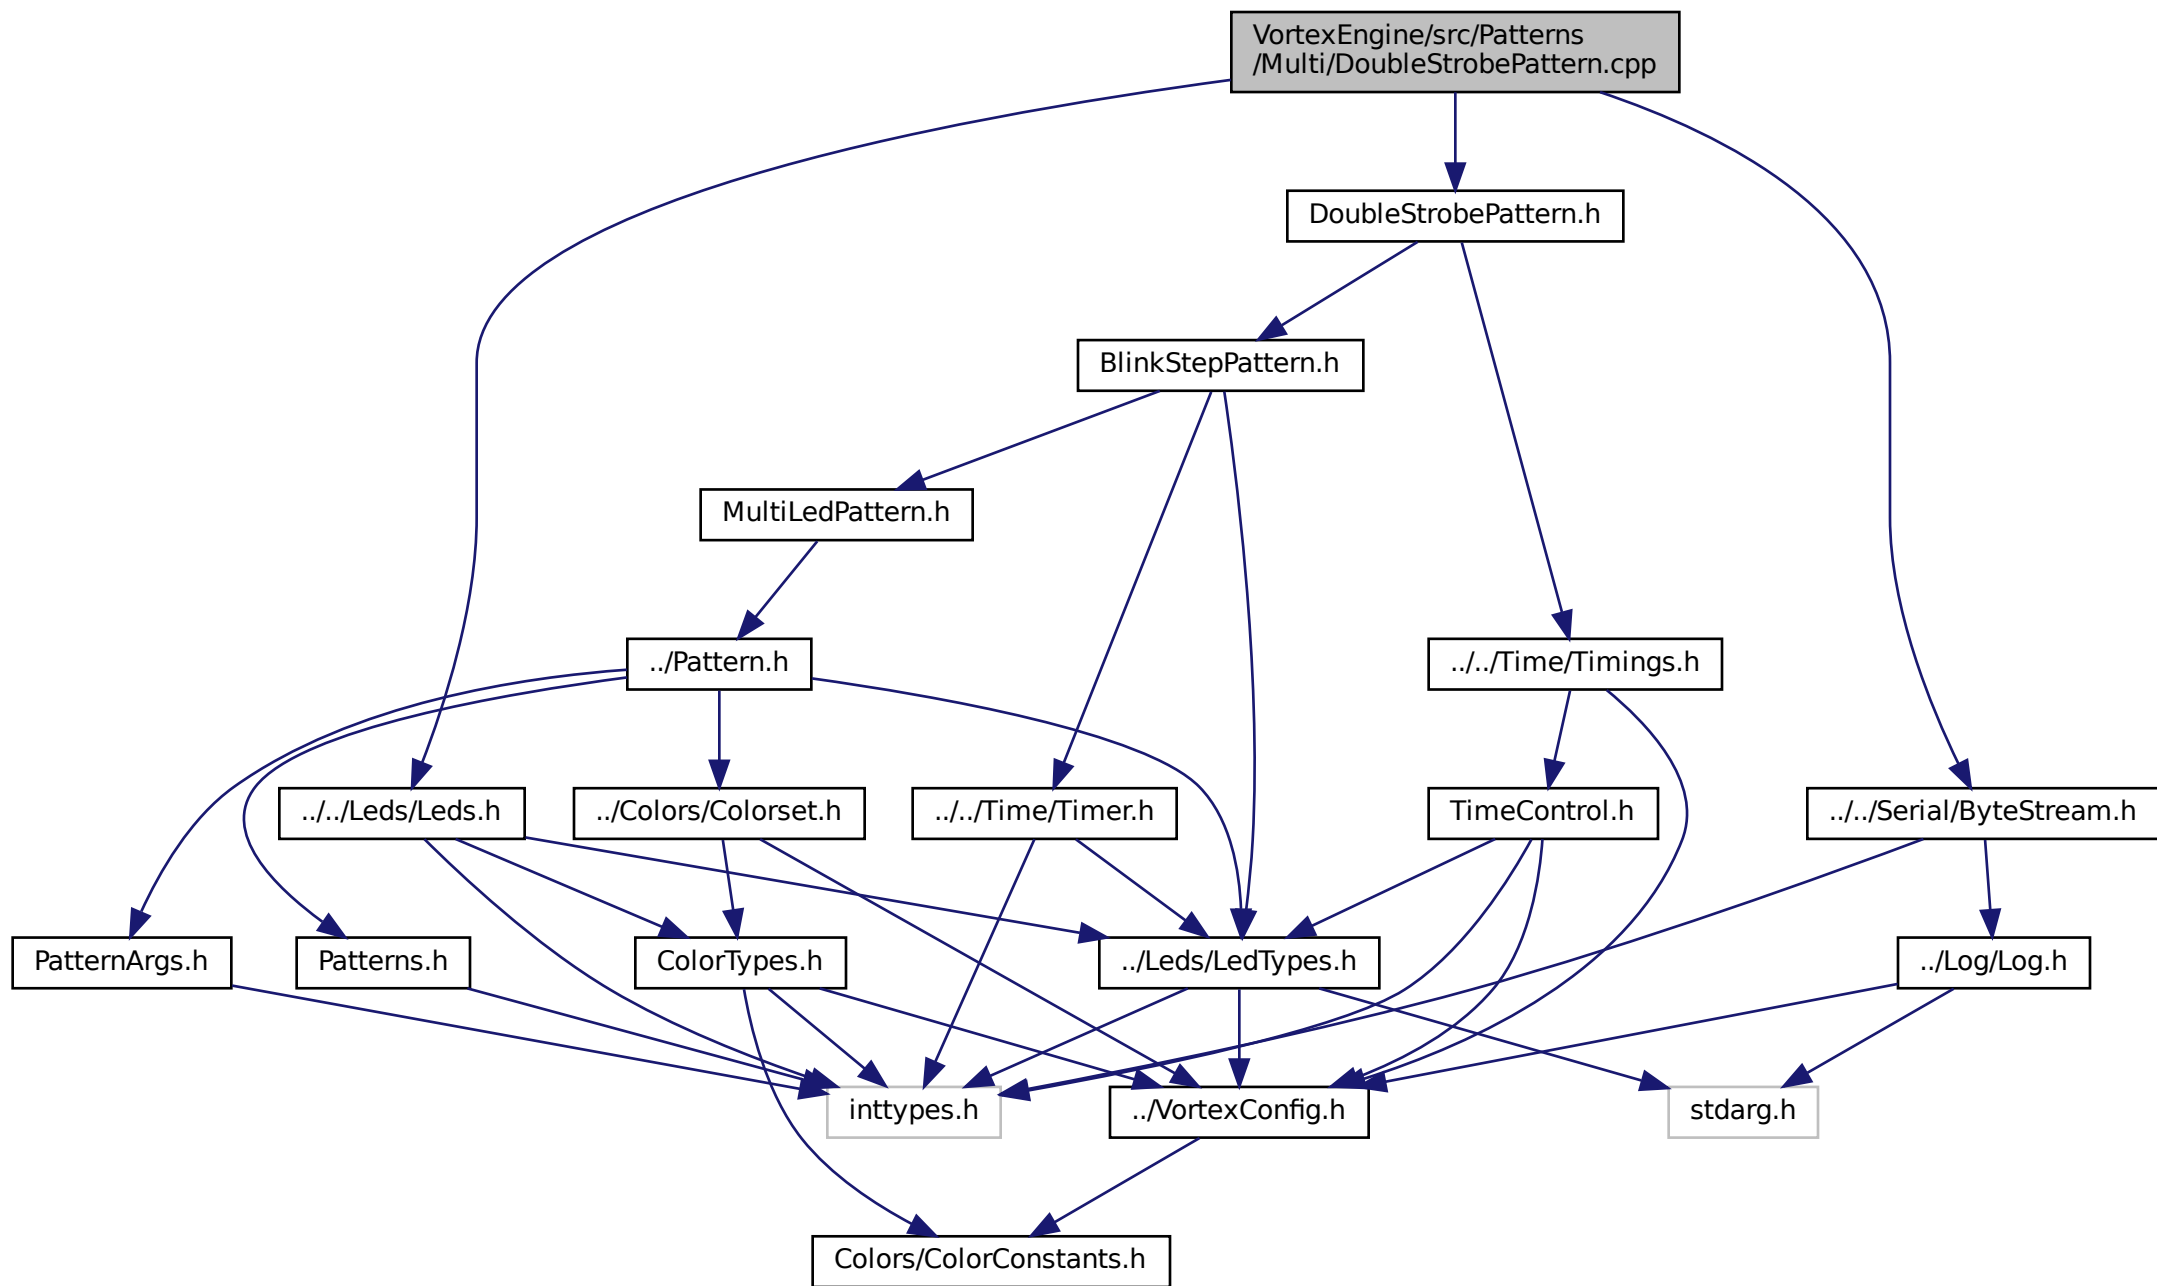 VortexEngine/src/Patterns
/Multi/DoubleStrobePattern.cpp
DoubleStrobePattern.h
BlinkStepPattern.h
MultiLedPattern.h
../Pattern.h
../../Time/Timings.h
../../Leds/Leds.h
../Colors/Colorset.h
../../Time/Timer.h
TimeControl.h
../../Serial/ByteStream.h
PatternArgs.h
Patterns.h
ColorTypes.h
../Leds/LedTypes.h
../Log/Log.h
inttypes.h
../VortexConfig.h
stdarg.h
Colors/ColorConstants.h